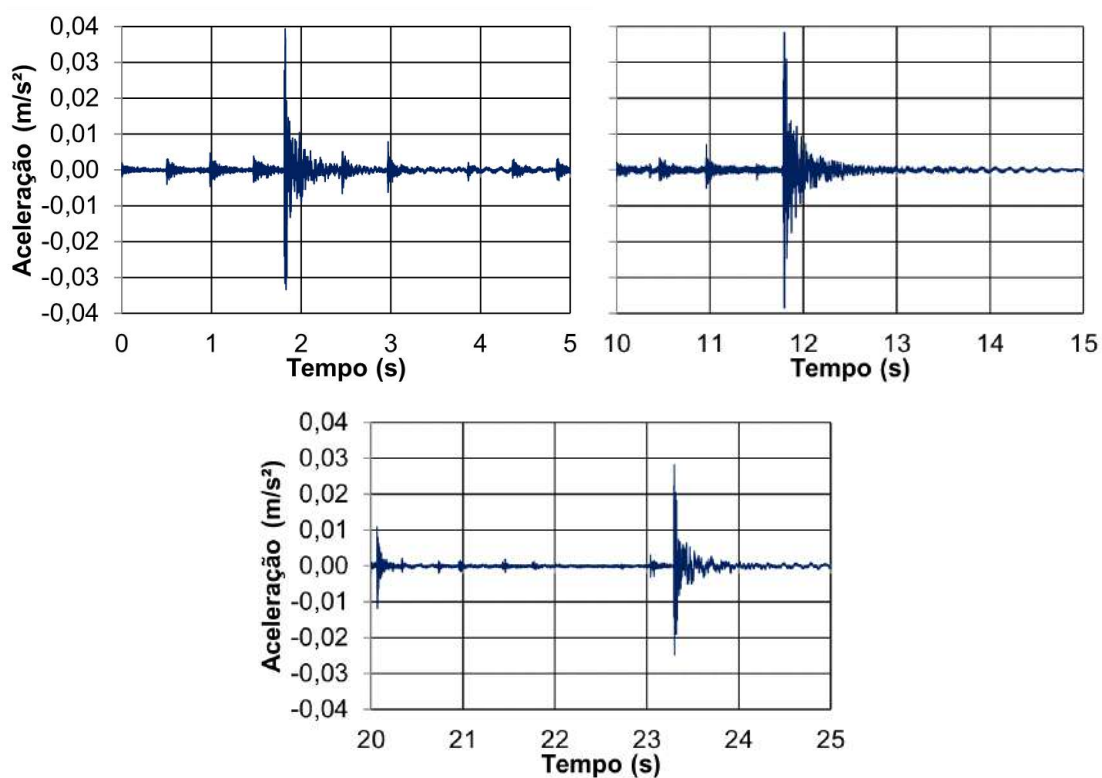 0,04
0,03
0,02
0,01
0,00
-0,01
-0,02
-0,03
-0,04
Aceleração (m/s²)
0 1 2 3 4 5
Tempo (s)
10 11 12 13 14 15
Tempo (s)
0,04
0,03
0,02
0,01
0,00
-0,01
-0,02
-0,03
-0,04
Aceleração (m/s²)
20 21 22 23 24 25
Tempo (s)